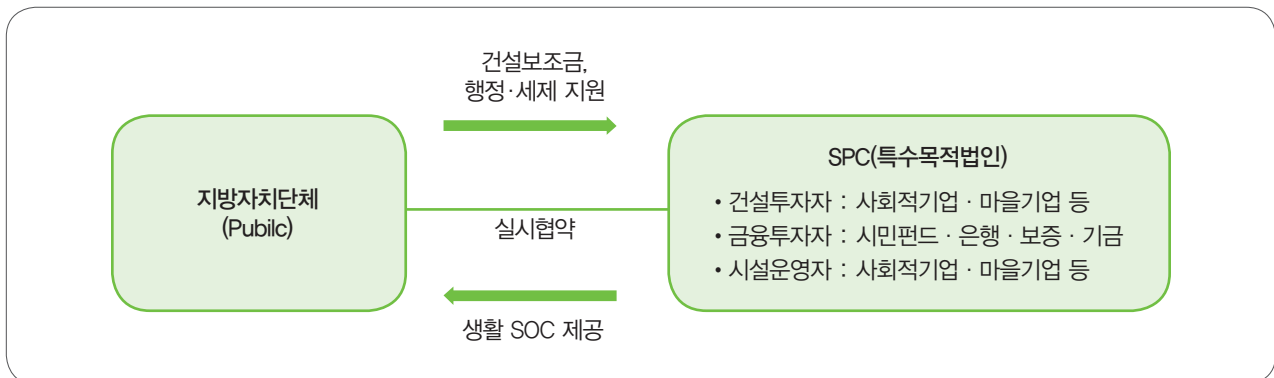 건설보조금,
행정·세제 지원
지방자치단체
(Pubilc)
실시협약
생활 SOC 제공
SPC(특수목적법인)
• 건설투자자 : 사회적기업 · 마을기업 등
• 금융투자자 : 시민펀드 · 은행 · 보증 · 기금
• 시설운영자 : 사회적기업 · 마을기업 등